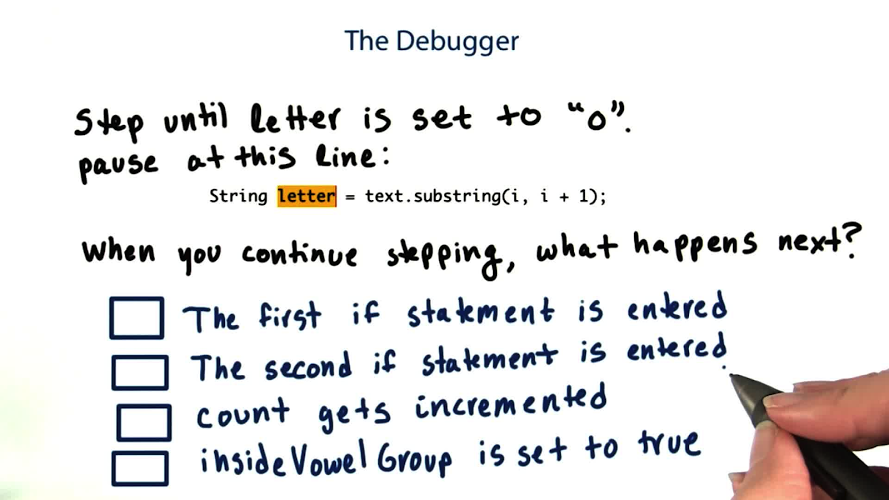 The Debugger
Step until letter is set to "o".
pause at this line:
String letter = text.substring(i, i + 1);
When you continue stepping, what happens next?
The first if statement is entered
The second if statement is entered
count gets incremented
insideVowelGroup is set to true